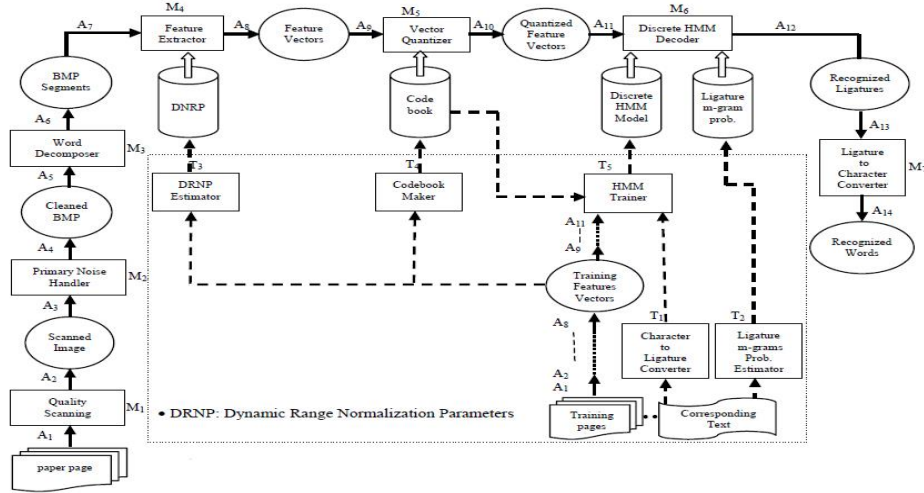 M4
M5
M6
A7
Feature
Extractor
A8
Feature
Vectors
A9
Vector
Quantizer
A10
Quantized
Feature
Vectors
A11
Discrete HMM
Decoder
A12
BMP
Segments
DNRP
Code
book
Discrete
HMM
Model
Ligature
m-gram
prob.
Recognized
Ligatures
A6
A13
Word
Decomposer
M3
T3
T4
T5
Ligature
to
Character
Converter
A5
DRNP
Estimator
Codebook
Maker
HMM
Trainer
Cleaned
BMP
A11
A9
A14
Recognized
Words
A4
Primary Noise
Handler
M2
Training
Features
Vectors
A3
Scanned
Image
A8
T1
T2
Character
to
Ligature
Converter
Ligature
m-grams
Prob.
Estimator
A2
A2
A1
Quality
Scanning
M1
• DRNP: Dynamic Range Normalization Parameters
Training
pages
Corresponding
Text
A1
paper page